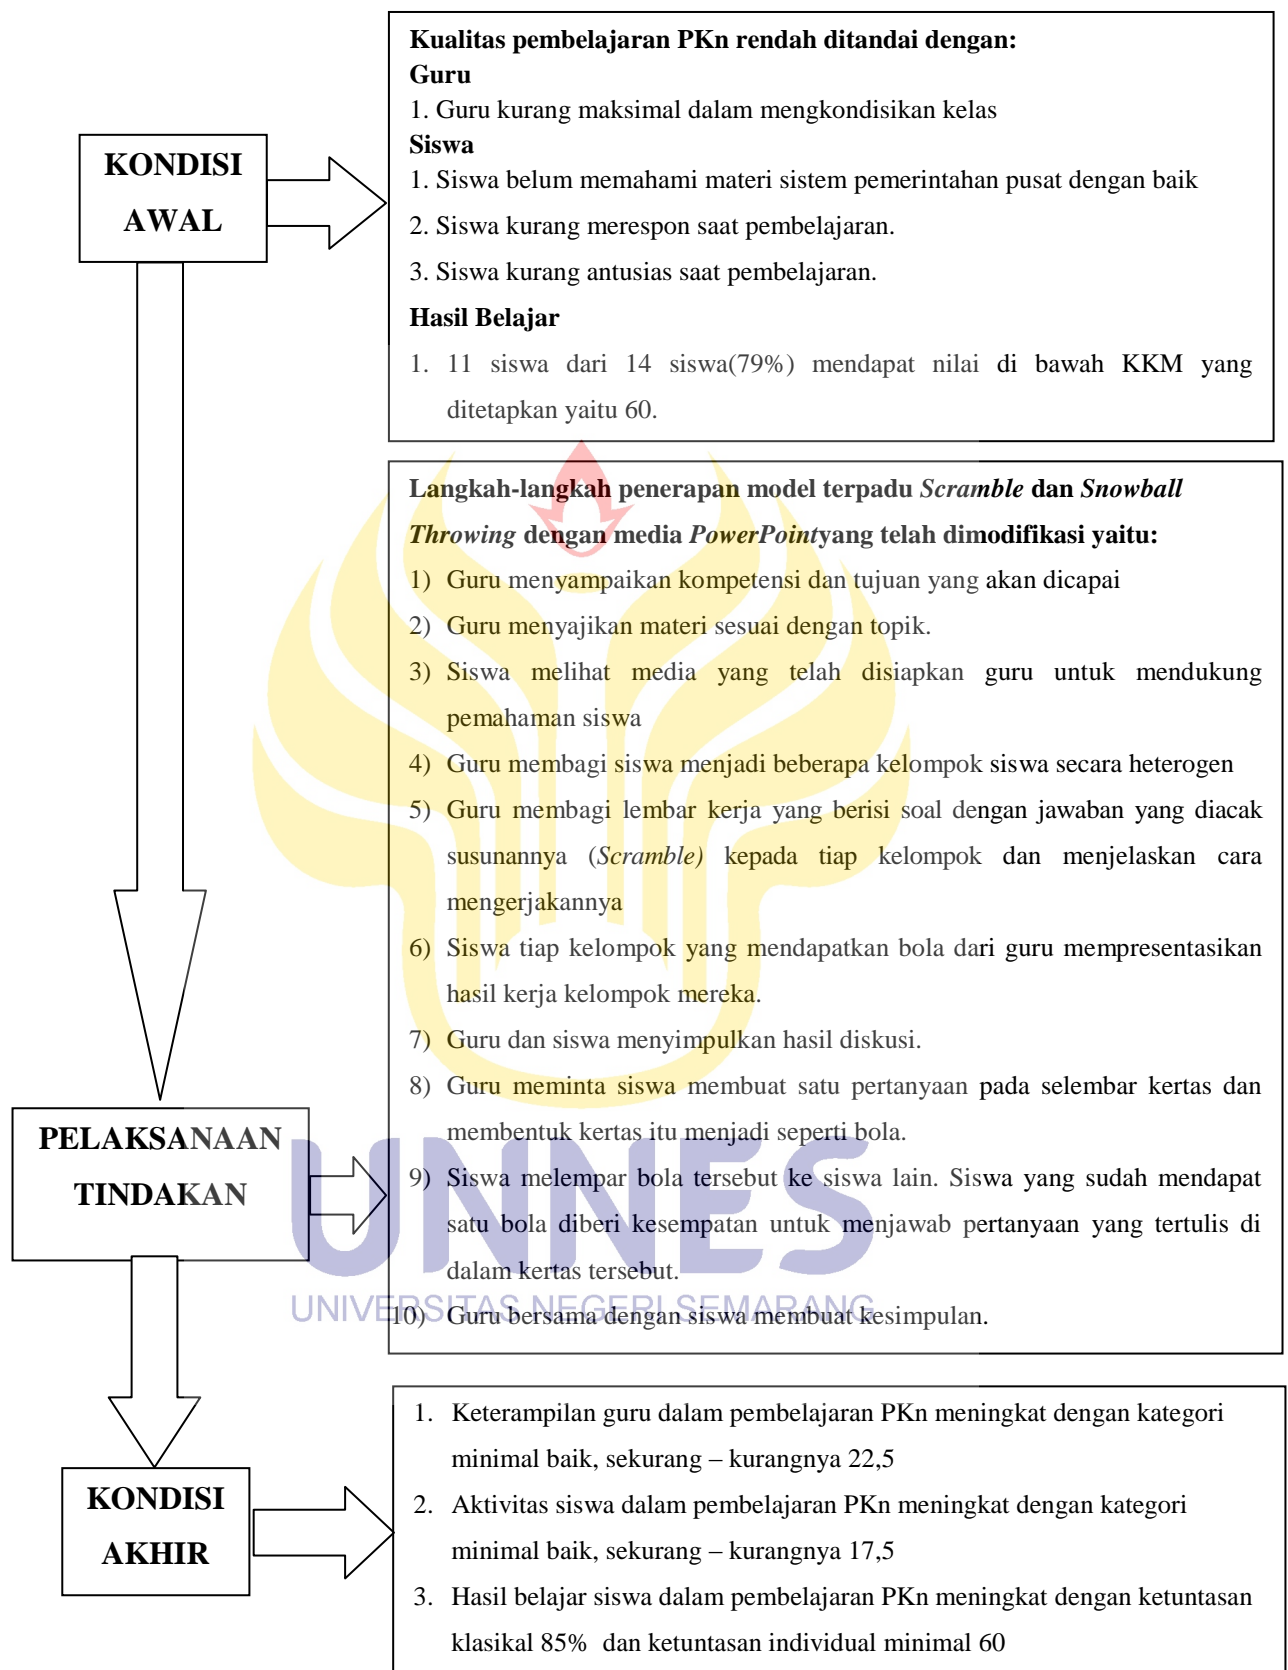 Kualitas pembelajaran PKn rendah ditandai dengan:
Guru
1. Guru kurang maksimal dalam mengkondisikan kelas
Siswa
1. Siswa belum memahami materi sistem pemerintahan pusat dengan baik
2. Siswa kurang merespon saat pembelajaran.
3. Siswa kurang antusias saat pembelajaran.
Hasil Belajar
1. 11 siswa dari 14 siswa(79%) mendapat nilai di bawah KKM yang
ditetapkan yaitu 60.
KONDISI
AWAL
Langkah-langkah penerapan model terpadu Scramble dan Snowball
Throwing dengan media PowerPointyang telah dimodifikasi yaitu:
1) Guru menyampaikan kompetensi dan tujuan yang akan dicapai
2) Guru menyajikan materi sesuai dengan topik.
3) Siswa melihat media yang telah disiapkan guru untuk mendukung
pemahaman siswa
4) Guru membagi siswa menjadi beberapa kelompok siswa secara heterogen
5) Guru membagi lembar kerja yang berisi soal dengan jawaban yang diacak
susunannya (Scramble) kepada tiap kelompok dan menjelaskan cara
mengerjakannya
6) Siswa tiap kelompok yang mendapatkan bola dari guru mempresentasikan
hasil kerja kelompok mereka.
7) Guru dan siswa menyimpulkan hasil diskusi.
8) Guru meminta siswa membuat satu pertanyaan pada selembar kertas dan
membentuk kertas itu menjadi seperti bola.
9) Siswa melempar bola tersebut ke siswa lain. Siswa yang sudah mendapat
satu bola diberi kesempatan untuk menjawab pertanyaan yang tertulis di
dalam kertas tersebut.
10) Guru bersama dengan siswa membuat kesimpulan.
PELAKSANAAN
TINDAKAN
UNNES
UNIVERSITAS NEGERI SEMARANG
1. Keterampilan guru dalam pembelajaran PKn meningkat dengan kategori
minimal baik, sekurang – kurangnya 22,5
2. Aktivitas siswa dalam pembelajaran PKn meningkat dengan kategori
minimal baik, sekurang – kurangnya 17,5
3. Hasil belajar siswa dalam pembelajaran PKn meningkat dengan ketuntasan
klasikal 85% dan ketuntasan individual minimal 60
KONDISI
AKHIR